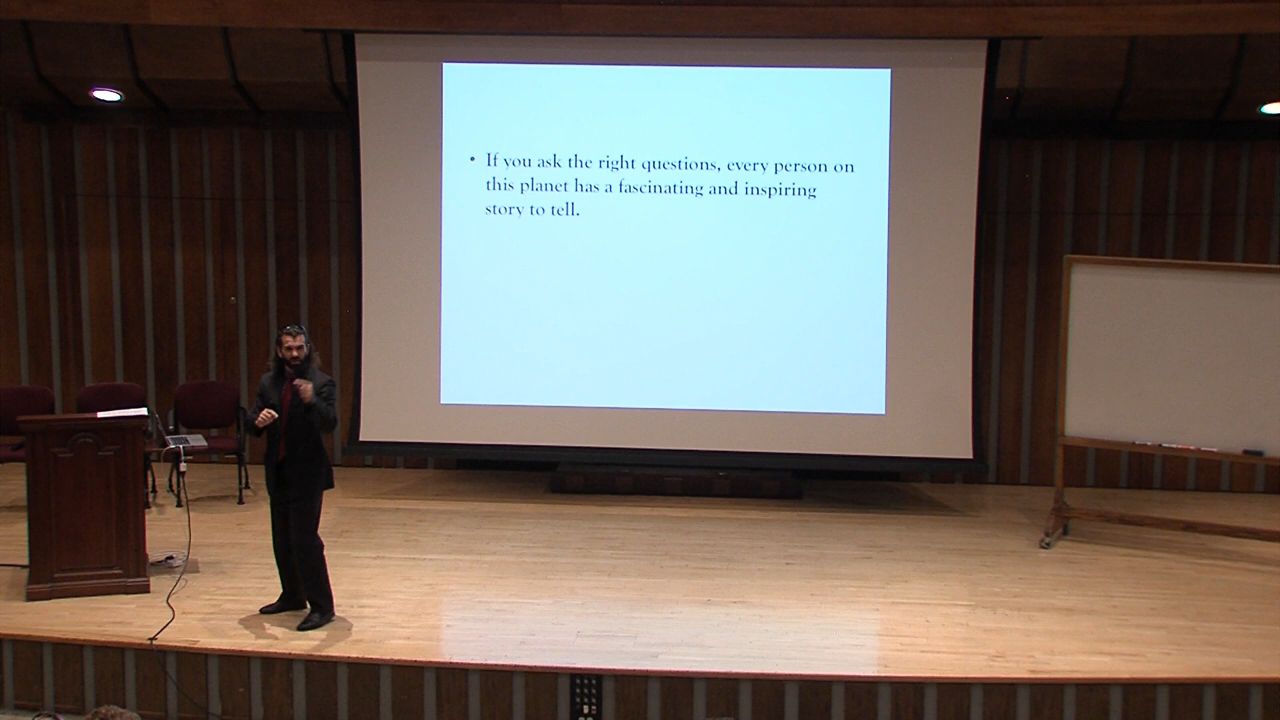 • If you ask the right questions, every person on
this planet has a fascinating and inspiring
story to tell.